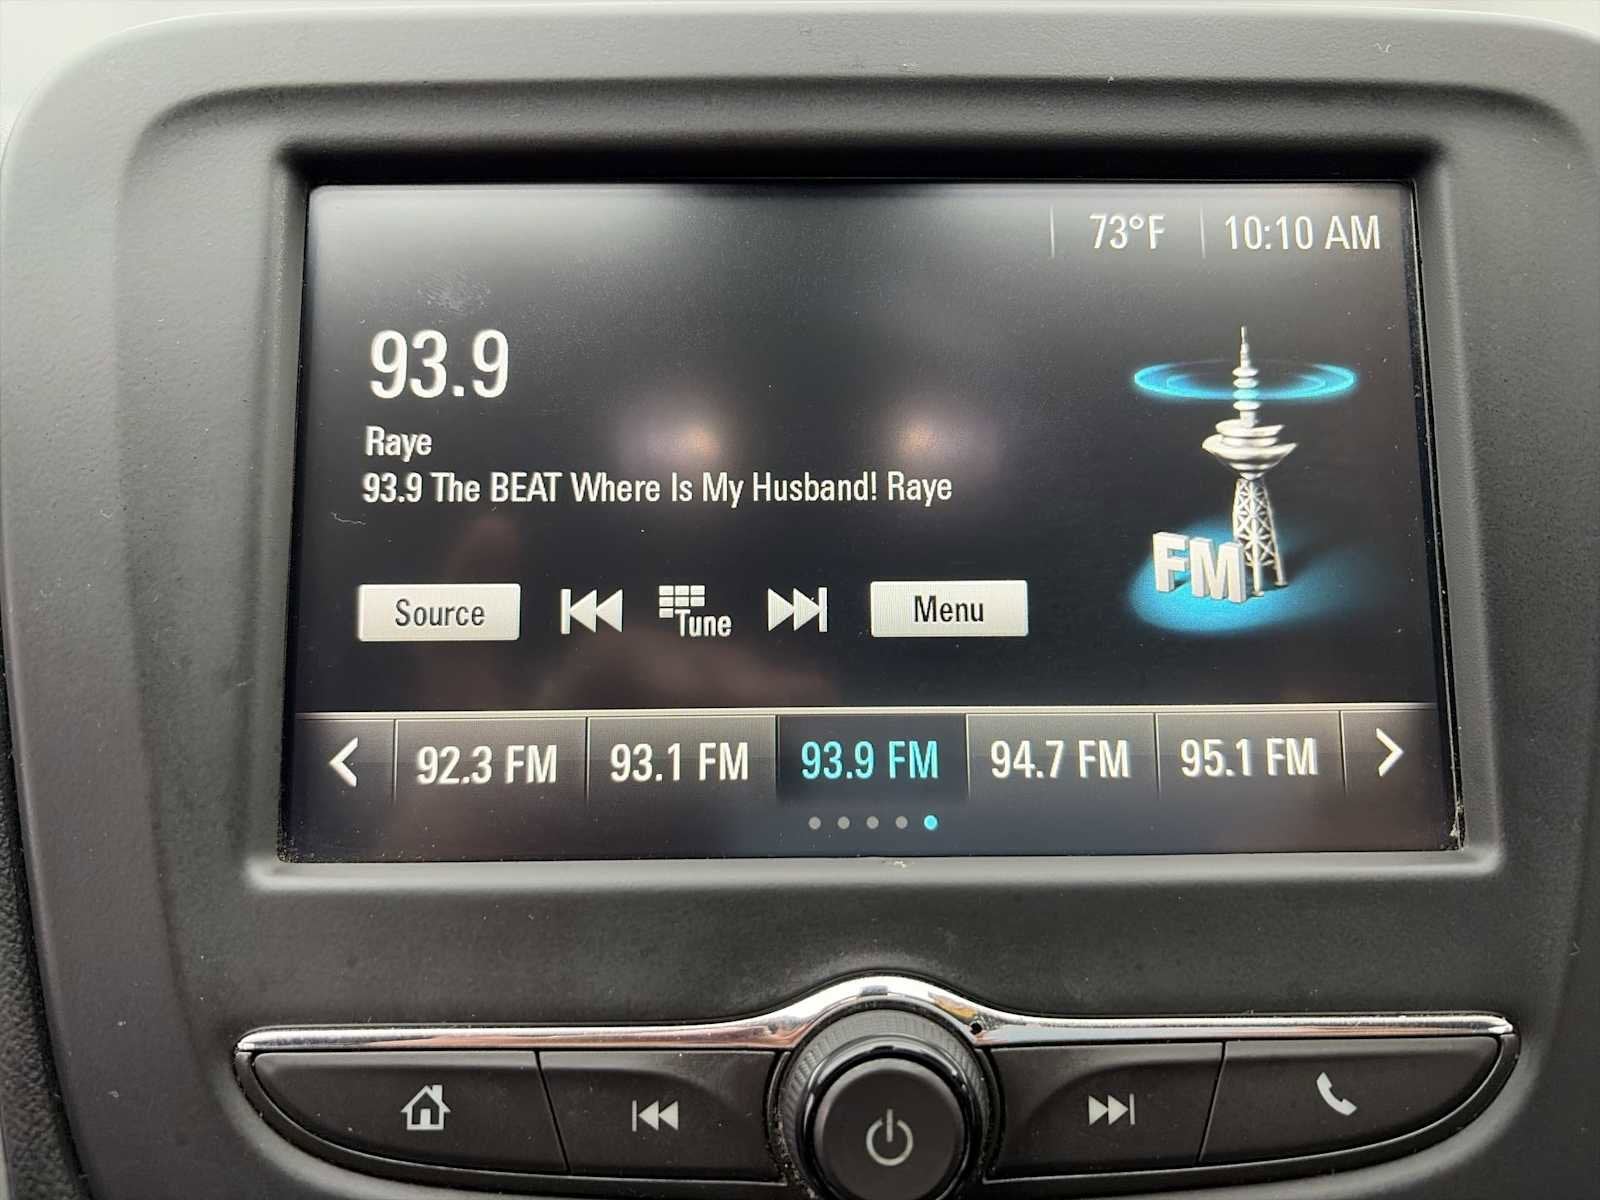 73°F 10:10 AM
93.9
Raye
93.9 The BEAT Where Is My Husband! Raye
FM
Source Tune Menu
92.3 FM 93.1 FM 93.9 FM 94.7 FM 95.1 FM